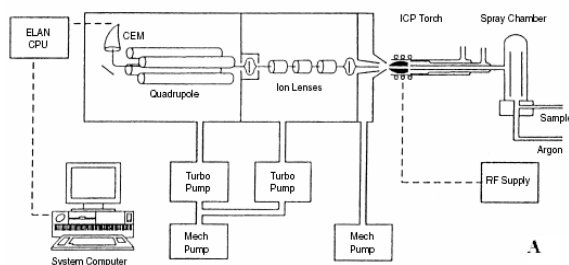 ELAN
CPU
CEM
Quadrupole
Ion Lenses
ICP Torch
Spray Chamber
Sample
Argon
Turbo
Pump
Turbo
Pump
RF Supply
Mech
Pump
Mech
Pump
System Computer
A